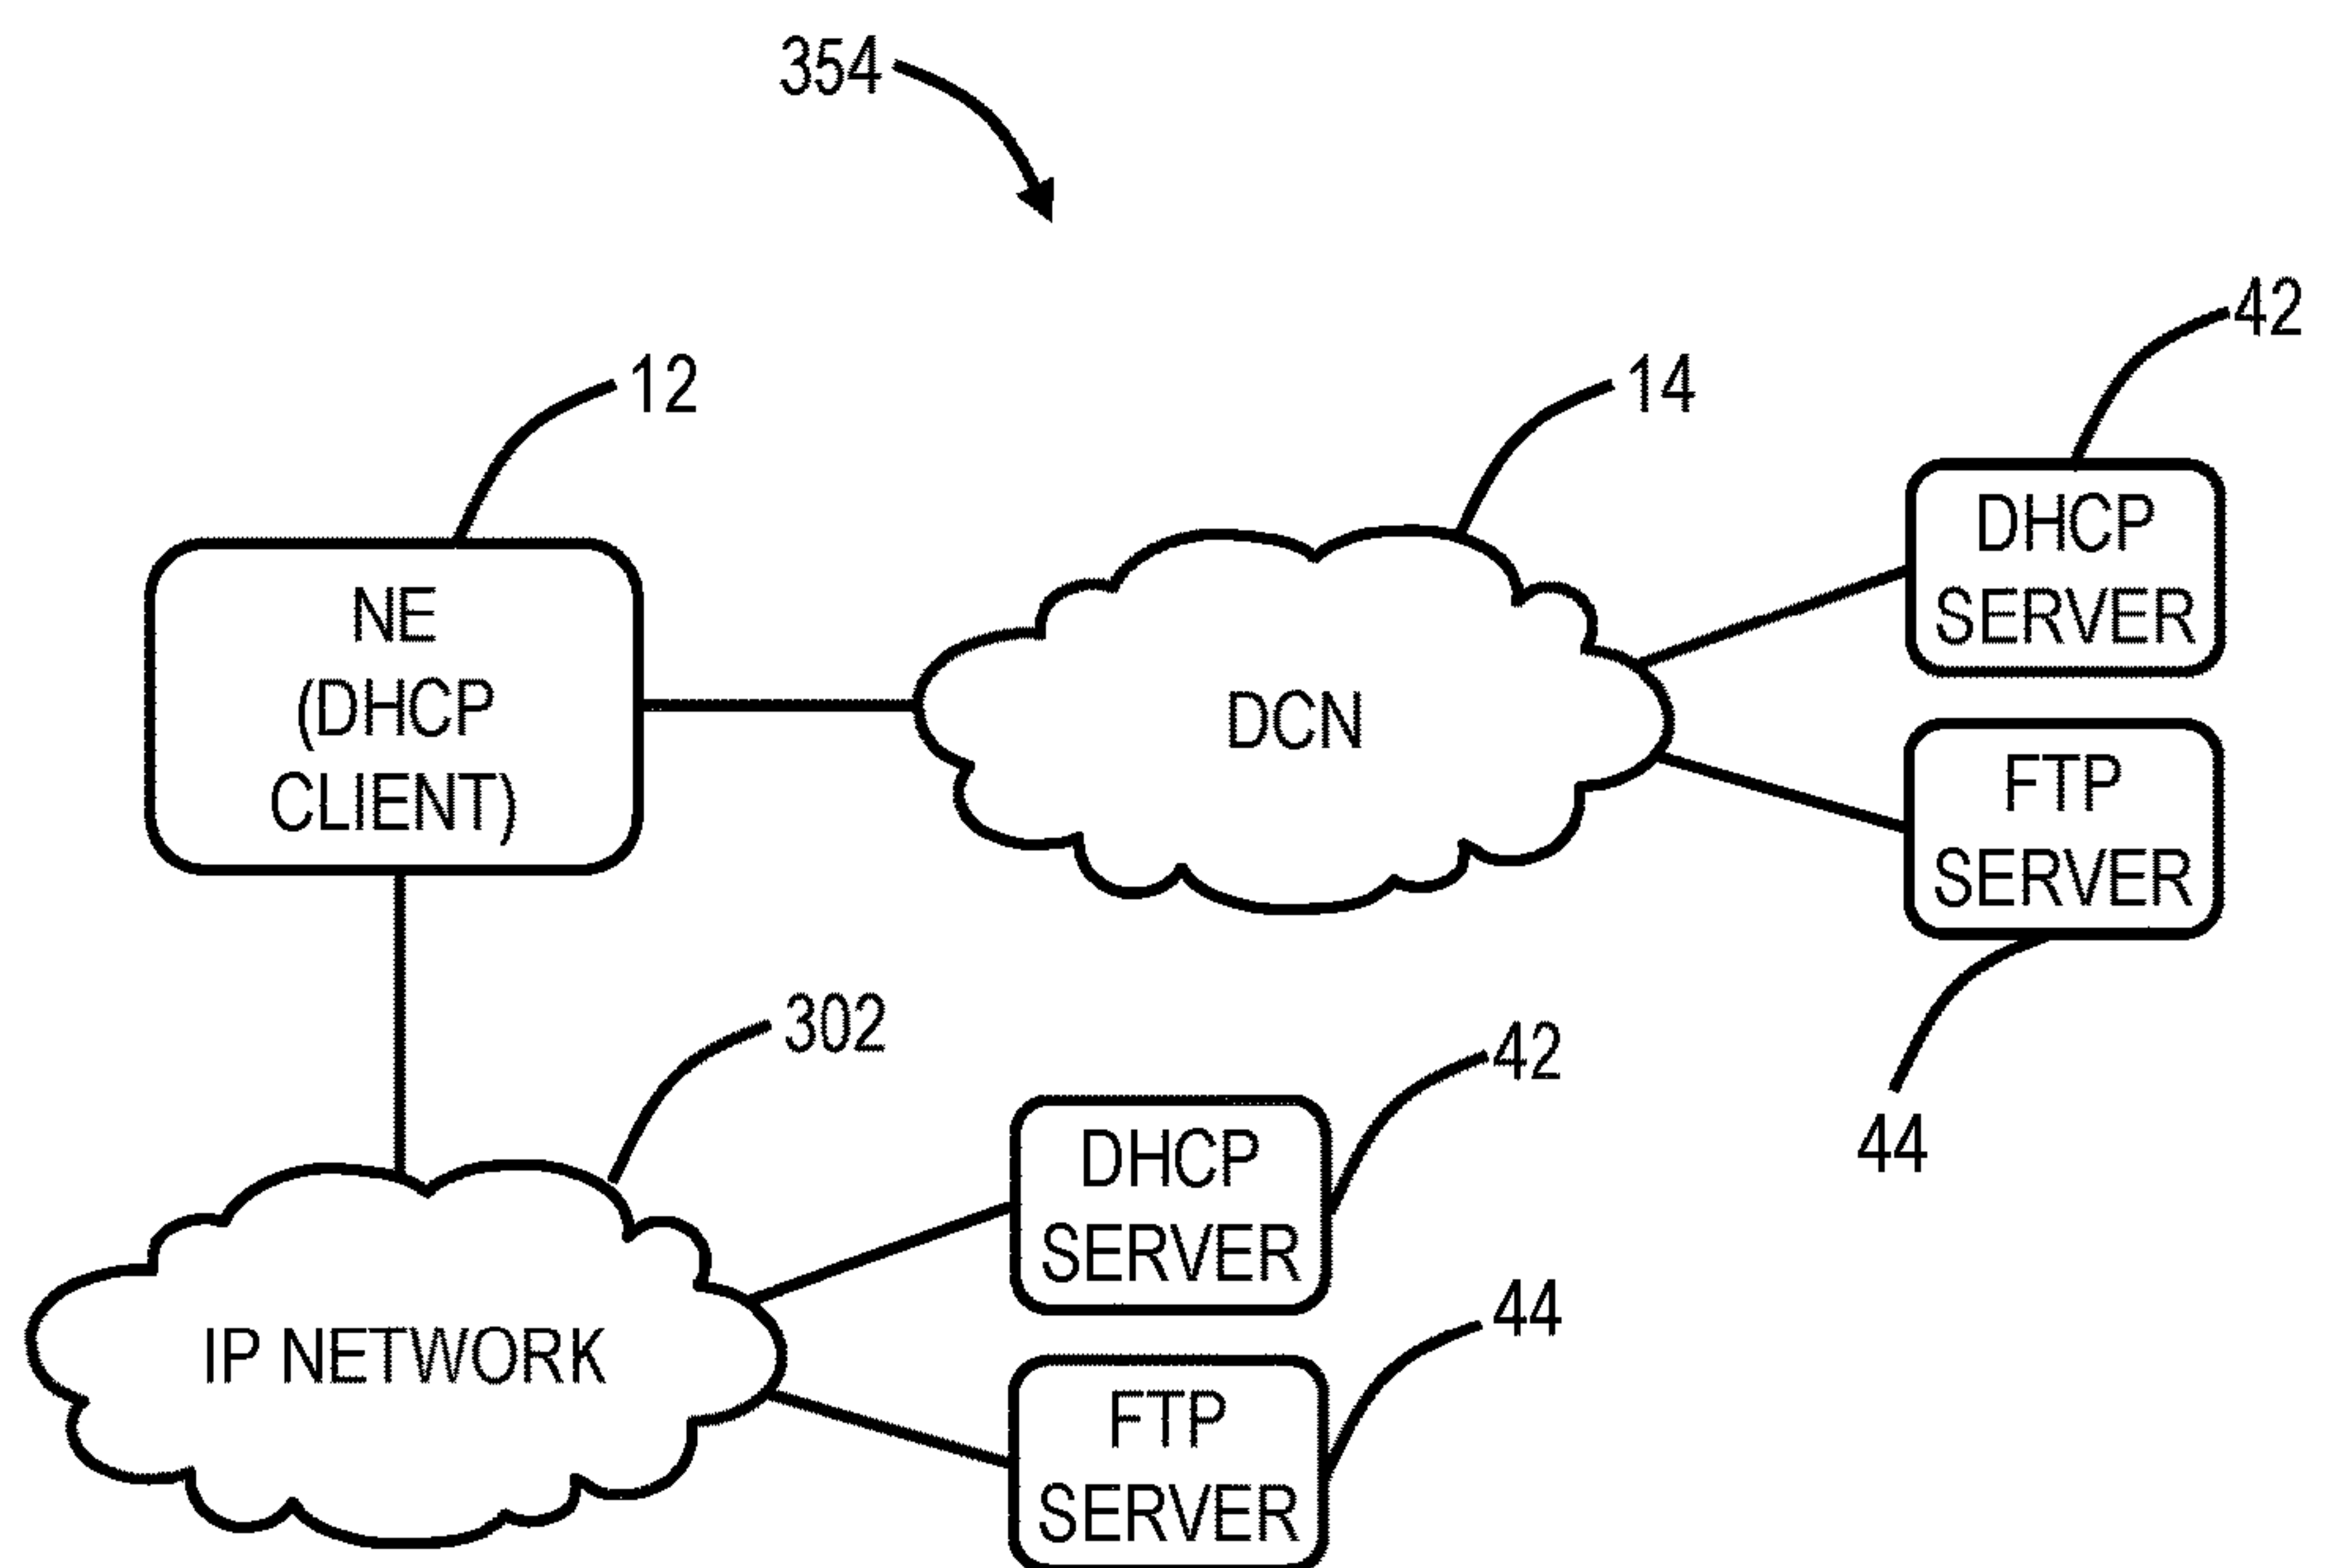 354
42
12
14
DHCP
SERVER
NE
(DHCP
CLIENT)
DCN
FTP
SERVER
44
302
42
DHCP
SERVER
44
IP NETWORK
FTP
SERVER